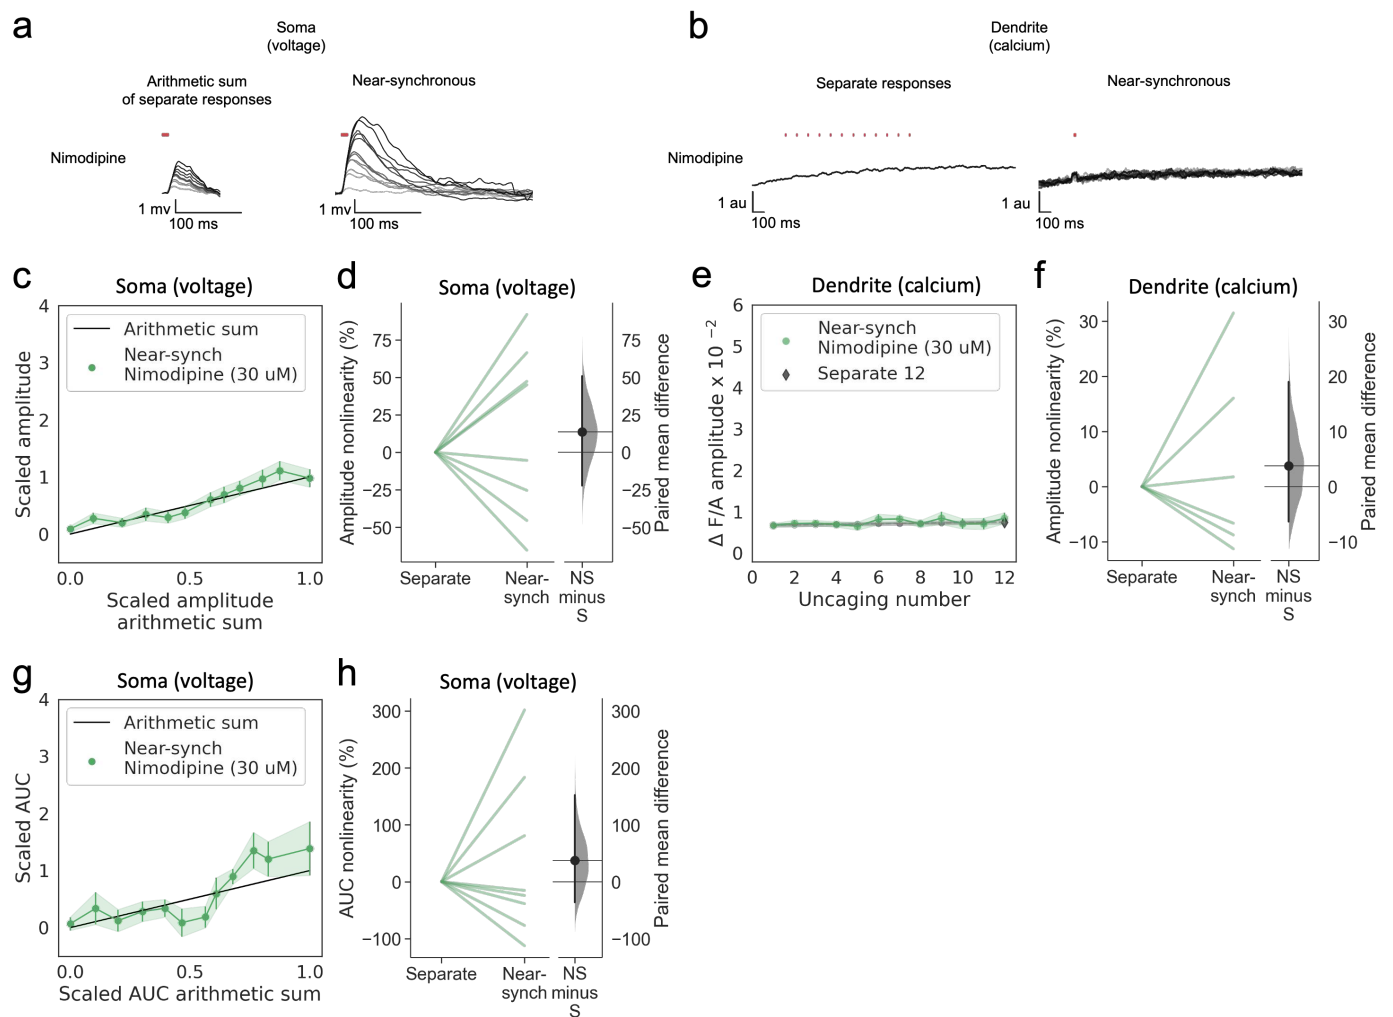 a
Soma
(voltage)
Arithmetic sum
of separate responses
Near-synchronous
Nimodipine
1 mv
100 ms
1 mv
100 ms
b
Dendrite
(calcium)
Separate responses
Near-synchronous
Nimodipine
1 au
100 ms
1 au
100 ms
c
Soma (voltage)
Scaled amplitude
4
3
2
1
0
Arithmetic sum
Near-synch
Nimodipine (30 uM)
0.0
0.5
1.0
Scaled amplitude
arithmetic sum
d
Soma (voltage)
Amplitude nonlinearity (%)
75
50
25
0
−25
−50
Separate
Near-
synch
NS
minus
S
75
50
25
0
−25
−50
Paired mean difference
e
Dendrite (calcium)
Δ F/A amplitude x 10 −2
6
5
4
3
2
1
0
Near-synch
Nimodipine (30 uM)
Separate 12
0
2
4
6
8
10
12
Uncaging number
f
Dendrite (calcium)
Amplitude nonlinearity (%)
30
20
10
0
−10
Separate
Near-
synch
NS
minus
S
30
20
10
0
−10
Paired mean difference
g
Soma (voltage)
Scaled AUC
4
3
2
1
0
Arithmetic sum
Near-synch
Nimodipine (30 uM)
0.0
0.5
1.0
Scaled AUC arithmetic sum
h
Soma (voltage)
AUC nonlinearity (%)
300
200
100
0
−100
Separate
Near-
synch
NS
minus
S
300
200
100
0
−100
Paired mean difference